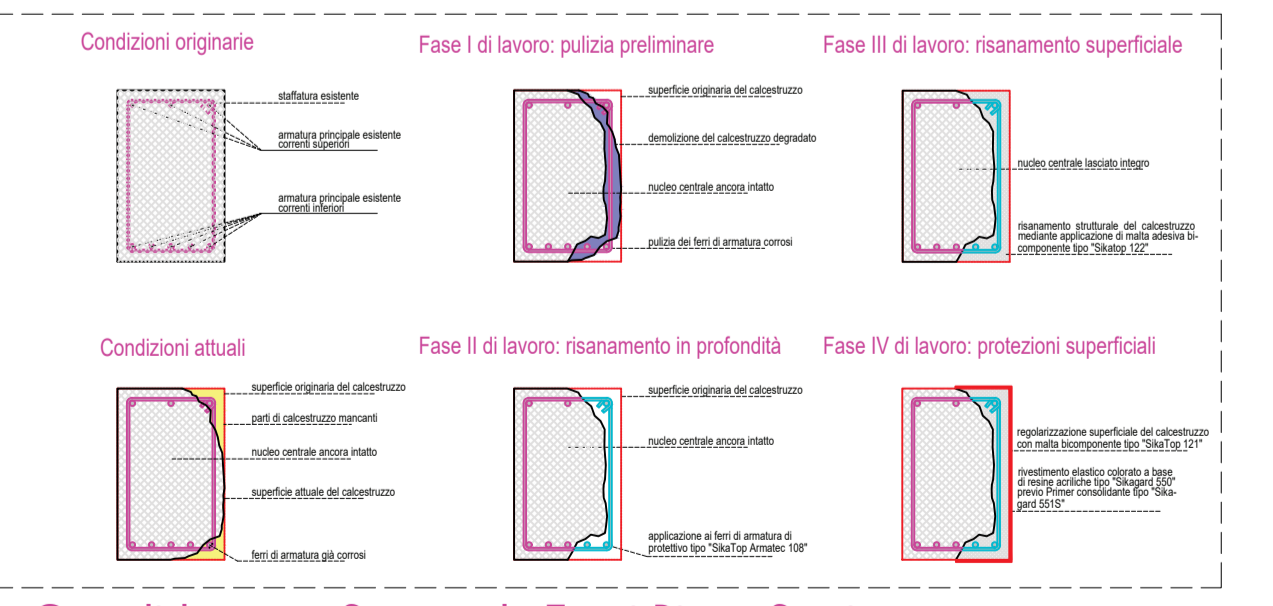 Condizioni originarie
staffatura esistente
armatura principale esistente
correnti superiori
armatura principale esistente
correnti inferiori
Fase I di lavoro: pulizia preliminare
superficie originaria del calcestruzzo
demolizione del calcestruzzo degradato
nucleo centrale ancora intatto
pulizia dei ferri di armatura corrosi
Fase III di lavoro: risanamento superficiale
nucleo centrale lasciato integro
risanamento strutturale del calcestruzzo
mediante applicazione di malta adesiva bi-
componente tipo "Sikatop 122"
Condizioni attuali
superficie originaria del calcestruzzo
parti di calcestruzzo mancanti
nucleo centrale ancora intatto
superficie attuale del calcestruzzo
ferri di armatura già corrosi
Fase II di lavoro: risanamento in profondità
superficie originaria del calcestruzzo
nucleo centrale ancora intatto
applicazione ai ferri di armatura di
protettivo tipo "SikaTop Armatec 108"
Fase IV di lavoro: protezioni superficiali
regolarizzazione superficiale del calcestruzzo
con malta bicomponente tipo "SikaTop 121"
rivestimento elastico colorato a base
di resine acriliche tipo "Sikagard 550"
previo Primer consolidante tipo "Sika-
gard 551S"